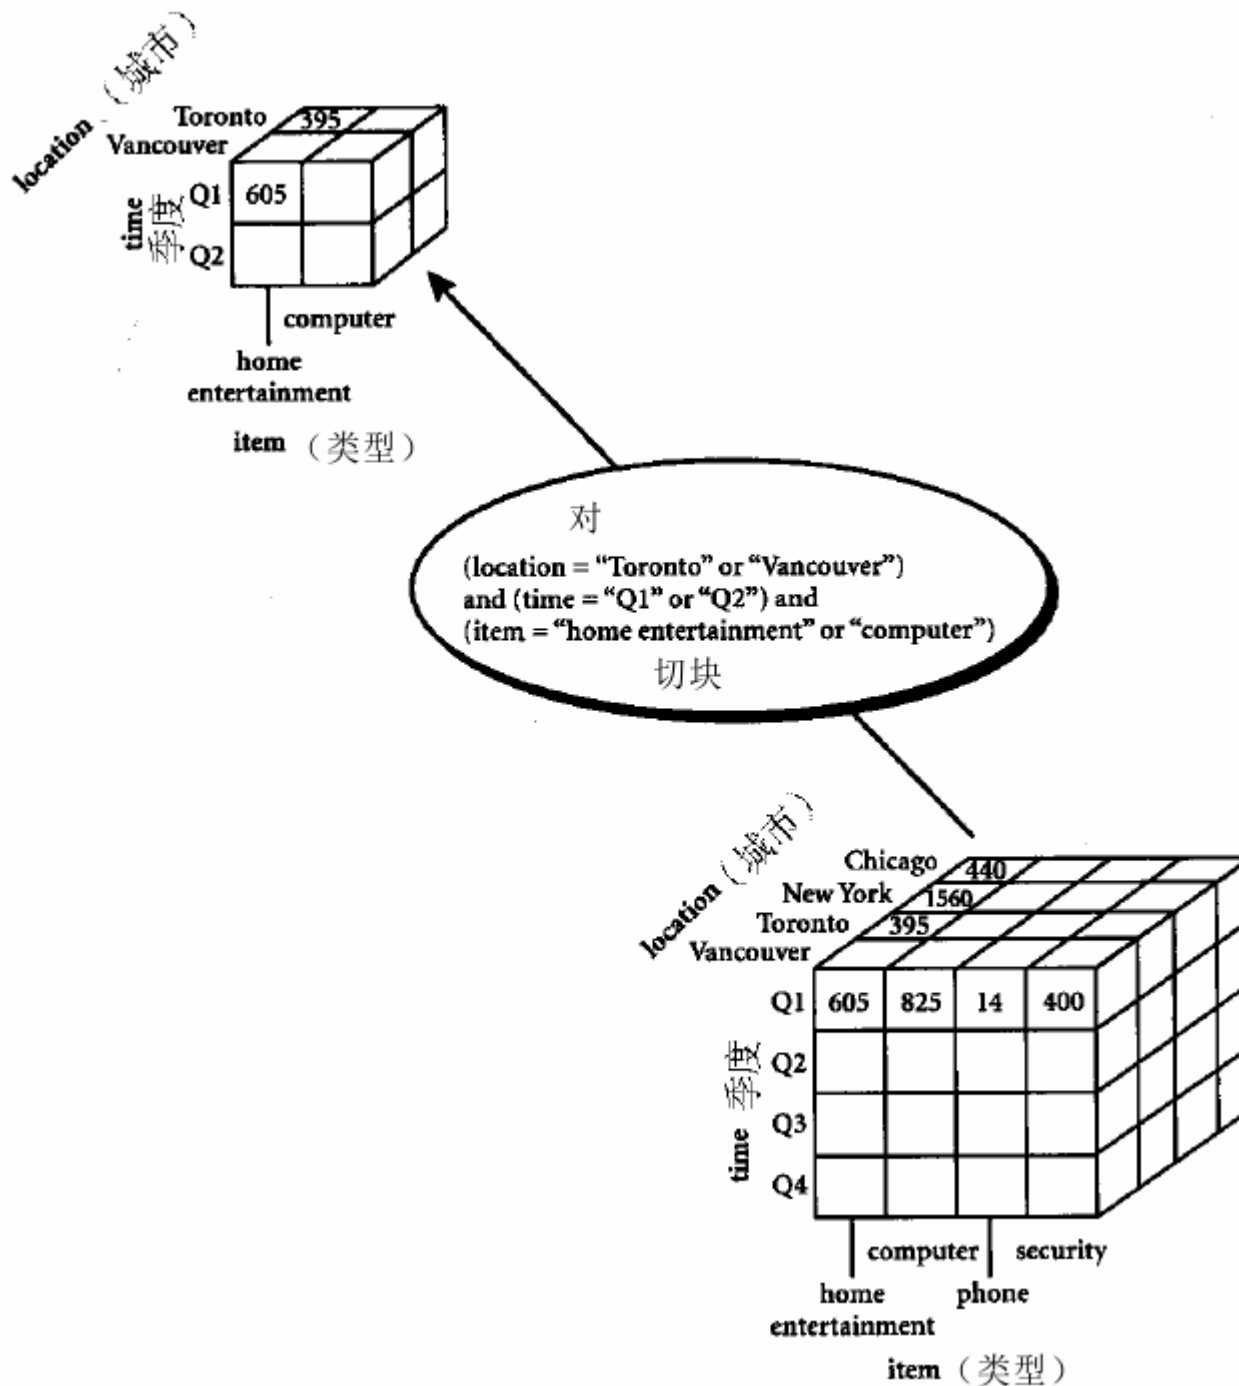 location （城市）
Toronto
Vancouver
395
time 季度
Q1
605
Q2
computer
home
entertainment
item （类型）
对
(location = “Toronto” or “Vancouver”)
and (time = “Q1” or “Q2”) and
(item = “home entertainment” or “computer”)
切块
location （城市）
Chicago
440
New York
1560
Toronto
395
Vancouver
time 季度
Q1
605 825 14 400
Q2
Q3
Q4
computer security
home phone
entertainment
item （类型）